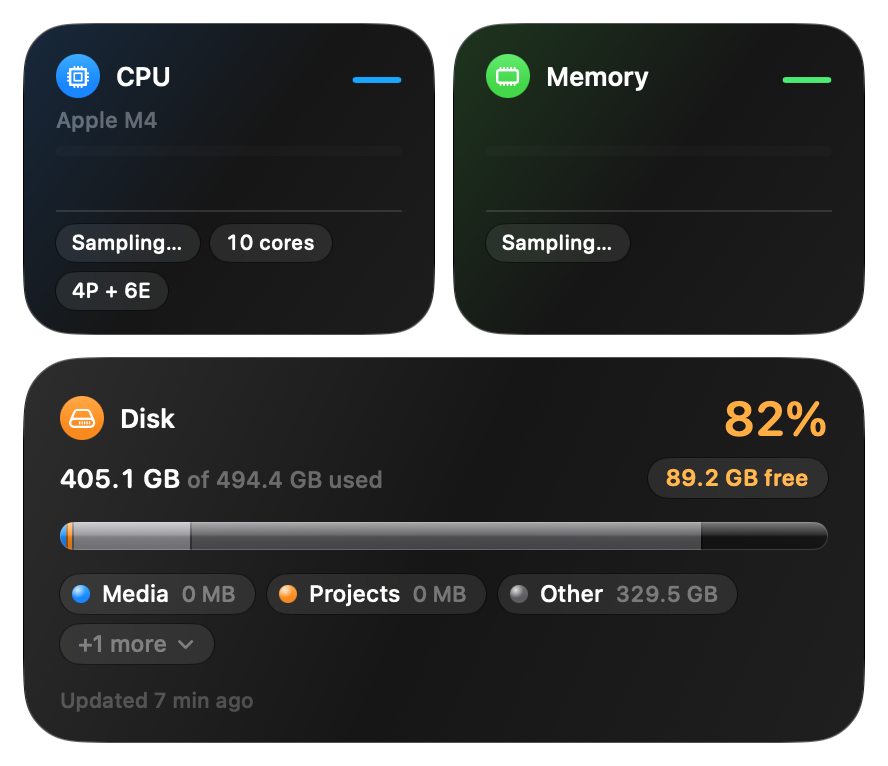 CPU
Apple M4
Sampling...
10 cores
4P + 6E
Memory
Sampling...
Disk
82%
405.1 GB of 494.4 GB used
89.2 GB free
Media 0 MB
Projects 0 MB
Other 329.5 GB
+1 more
Updated 7 min ago